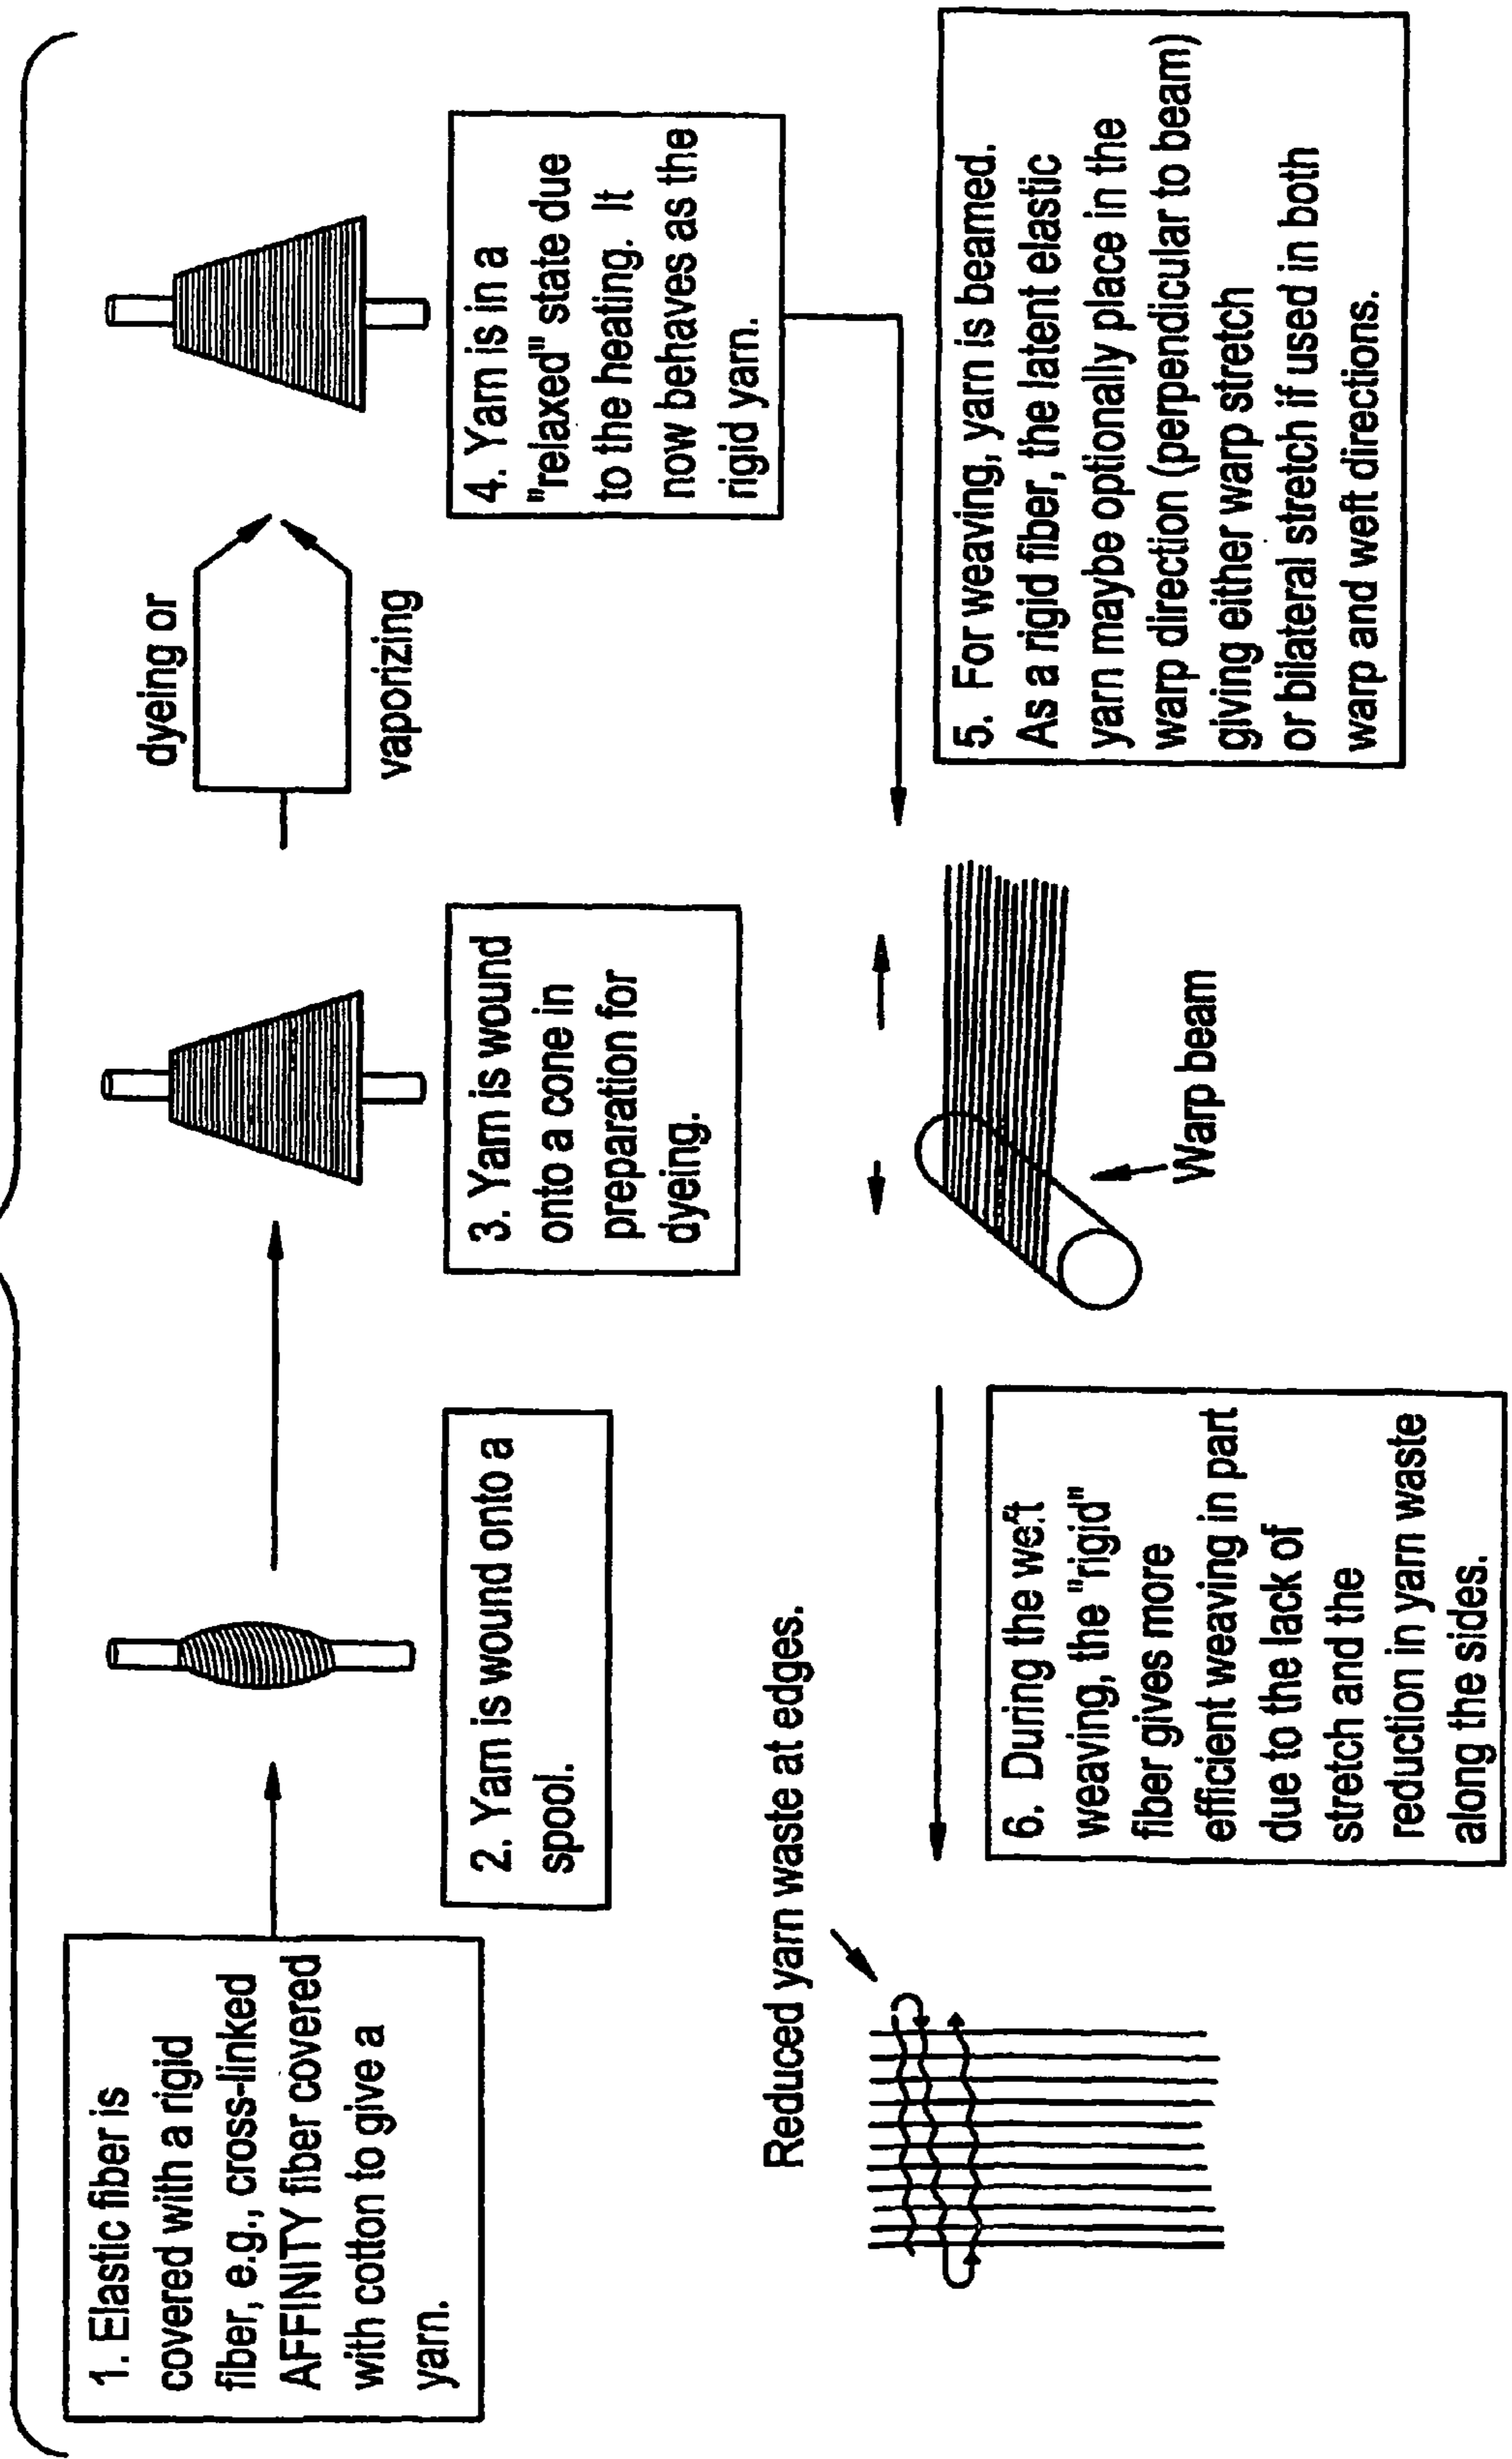 1. Elastic fiber is
covered with a rigid
fiber, e.g., cross-linked
AFFINITY fiber covered
with cotton to give a
yarn.
2. Yarn is wound onto a
spool.
3. Yarn is wound
onto a cone in
preparation for
dyeing.
dyeing or
vaporizing
4. Yarn is in a
"relaxed" state due
to the heating. It
now behaves as the
rigid yarn.
5. For weaving, yarn is beamed.
As a rigid fiber, the latent elastic
yarn maybe optionally place in the
warp direction (perpendicular to beam)
giving either warp stretch
or bilateral stretch if used in both
warp and weft directions.
Warp beam
6. During the weft
weaving, the "rigid"
fiber gives more
efficient weaving in part
due to the lack of
stretch and the
reduction in yarn waste
along the sides.
Reduced yarn waste at edges.